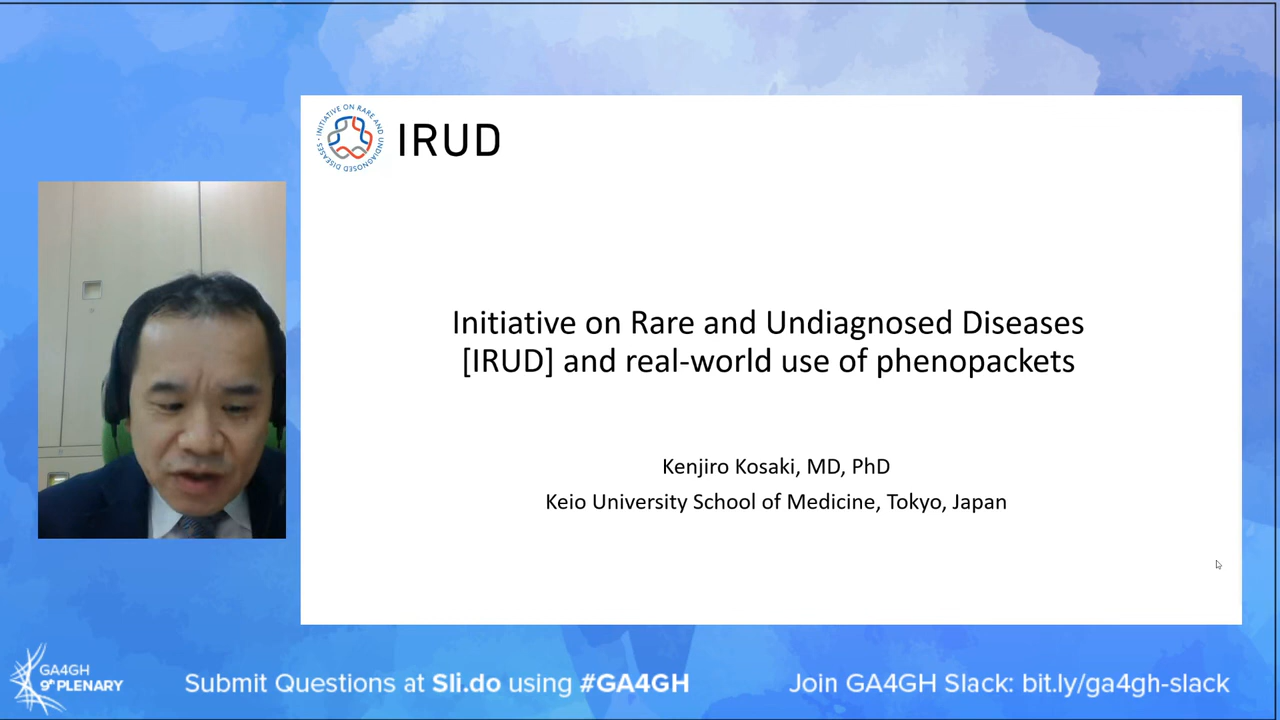 INITIATIVE ON RARE AND UNDIAGNOSED DISEASES •
IRUD
Initiative on Rare and Undiagnosed Diseases
[IRUD] and real-world use of phenopackets
Kenjiro Kosaki, MD, PhD
Keio University School of Medicine, Tokyo, Japan
GA4GH
9th PLENARY
Submit Questions at Sli.do using #GA4GH
Join GA4GH Slack: bit.ly/ga4gh-slack